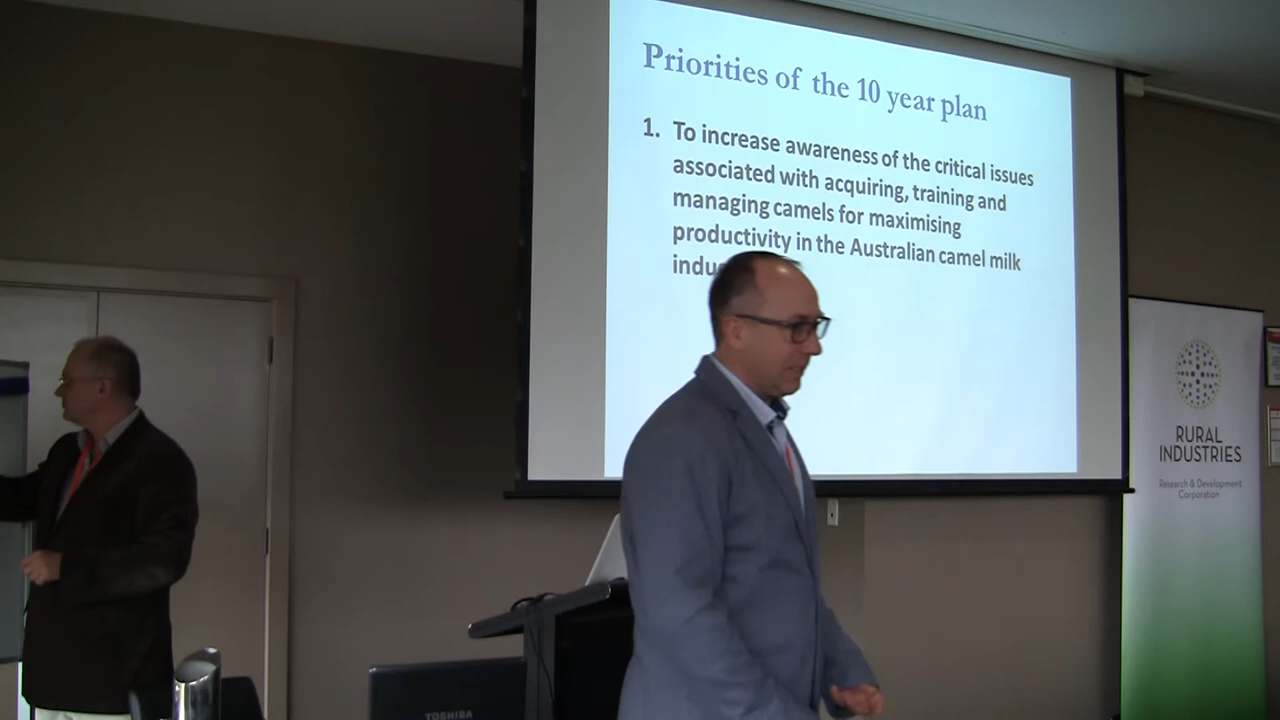 Priorities of the 10 year plan
1. To increase awareness of the critical issues
associated with acquiring, training and
managing camels for maximising
productivity in the Australian camel milk
RURAL
INDUSTRIES
Research & Development
Corporation
TOSHIBA